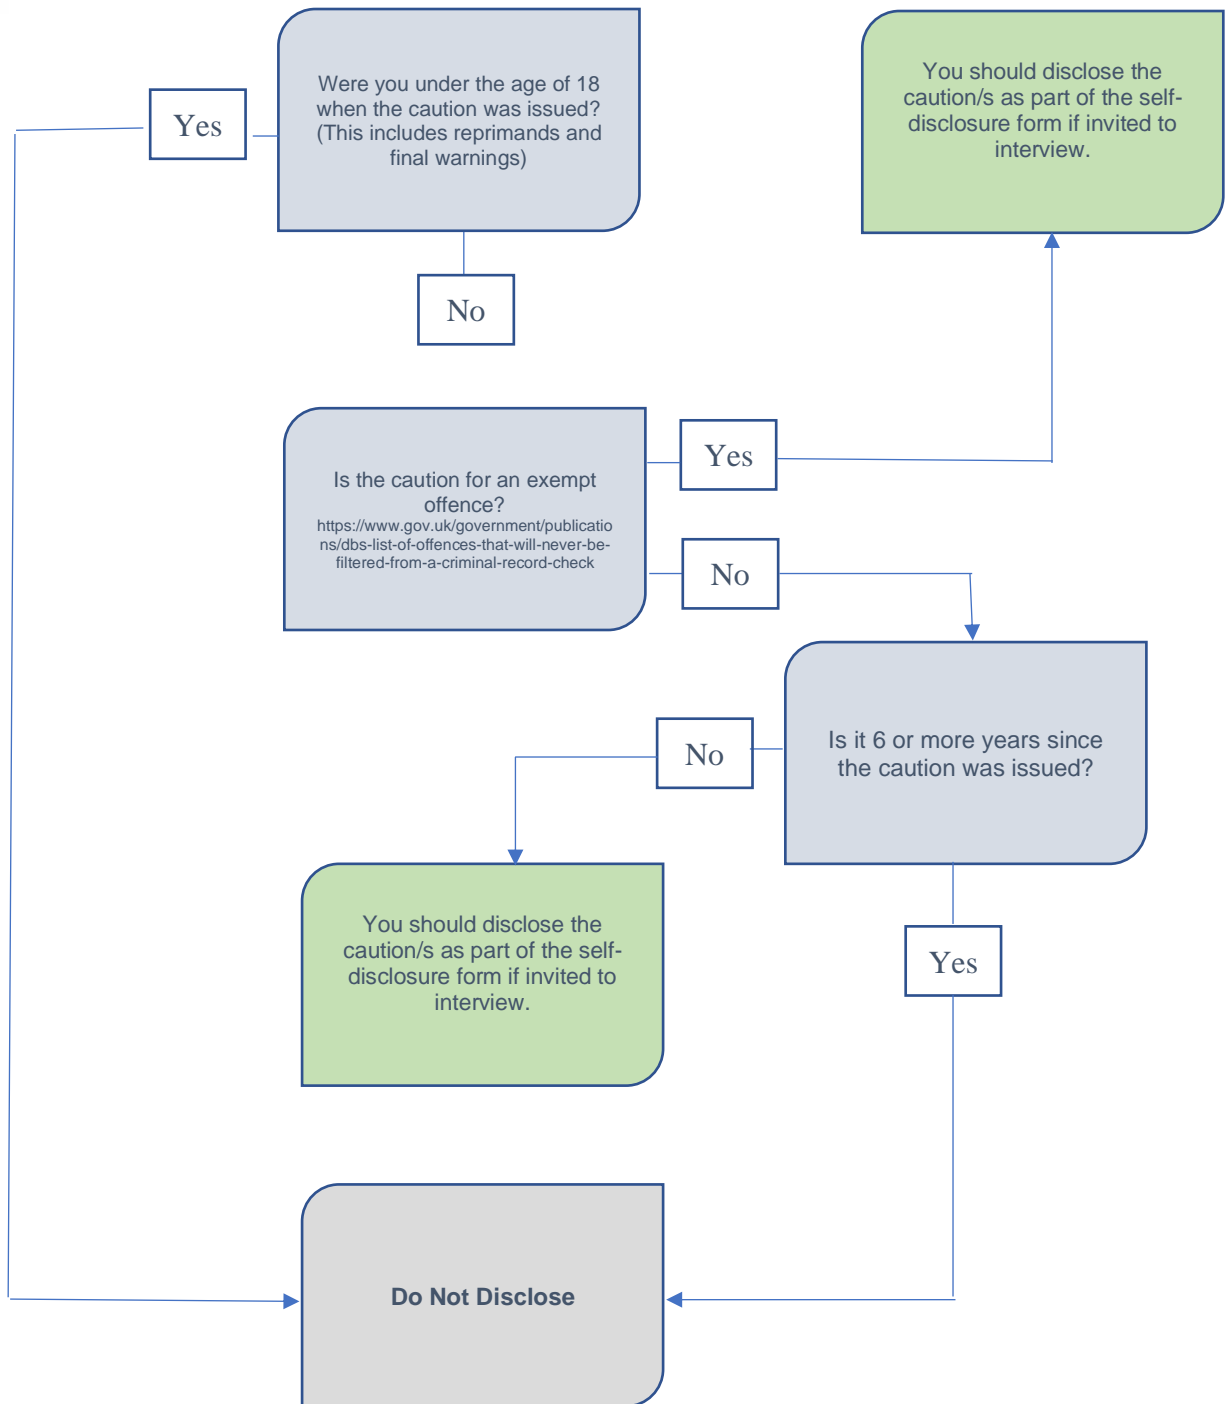 Were you under the age of 18
when the caution was issued?
(This includes reprimands and
final warnings)
You should disclose the
caution/s as part of the self-
disclosure form if invited to
interview.
Yes
No
Is the caution for an exempt
offence?
https://www.gov.uk/government/publicatio
ns/dbs-list-of-offences-that-will-never-be-
filtered-from-a-criminal-record-check
Yes
No
Is it 6 or more years since
the caution was issued?
No
You should disclose the
caution/s as part of the self-
disclosure form if invited to
interview.
Yes
Do Not Disclose